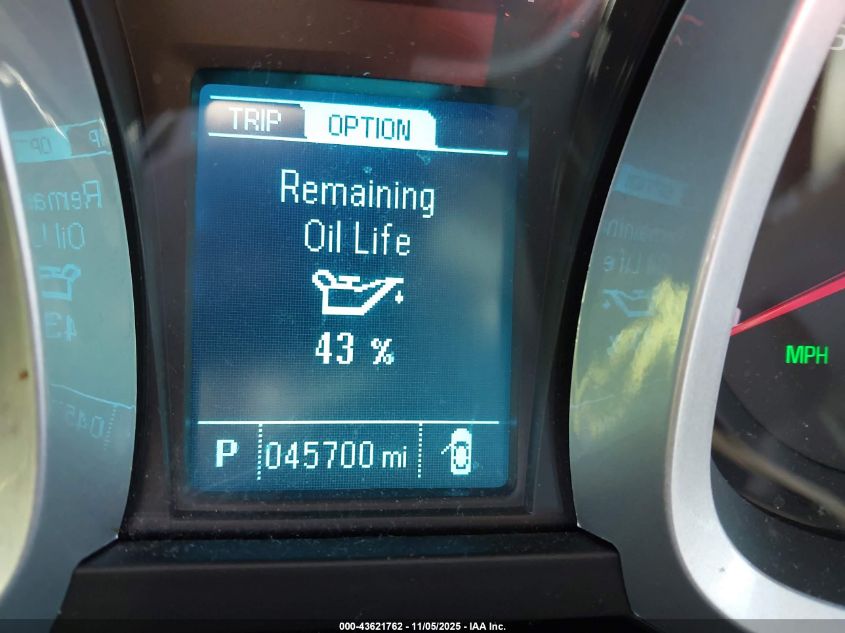 TRIP OPTION
Remaining
Oil Life
43 %
P 045700 mi
MPH
000-43621762 - 11/05/2025 - IAA Inc.